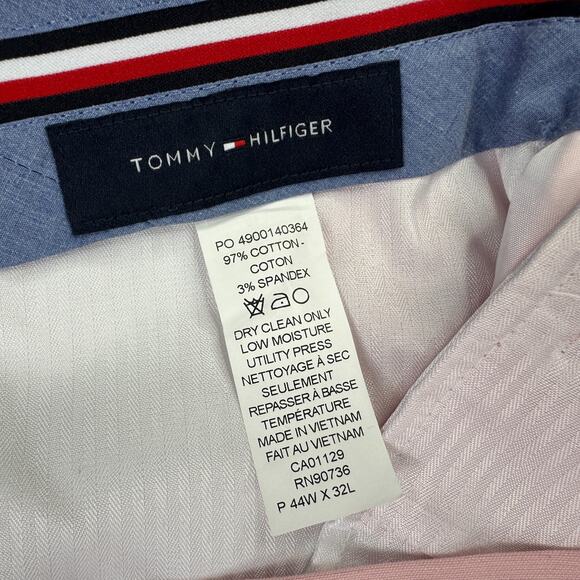 TOMMY HILFIGER
PO 4900140364
97% COTTON-
COTON
3% SPANDEX
DRY CLEAN ONLY
LOW MOISTURE
UTILITY PRESS
NETTOYAGE À SEC
SEULEMENT
REPASSER À BASSE
TEMPÉRATURE
MADE IN VIETNAM
FAIT AU VIETNAM
CA01129
RN90736
P 44W X 32L